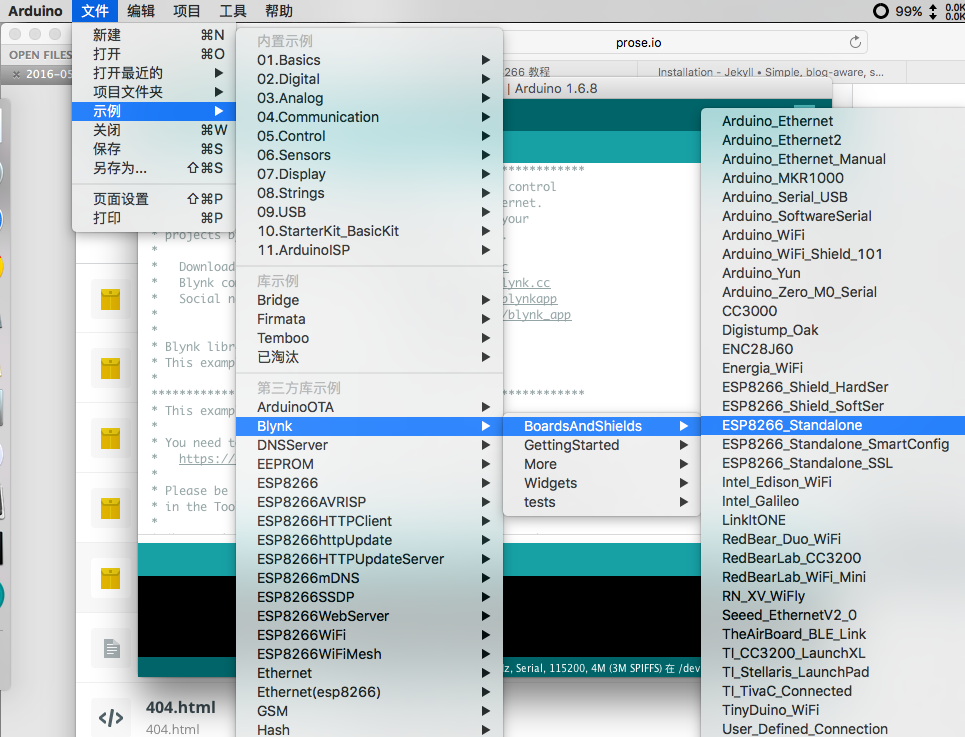 Arduino 文件 编辑 项目 工具 帮助 99% 0.0K 0.0K
新建 ⌘N
打开 ⌘O
打开最近的
项目文件夹
示例
关闭 ⌘W
保存 ⌘S
另存为... ⇧⌘S
页面设置 ⇧⌘P
打印 ⌘P
内置示例
01.Basics
02.Digital
03.Analog
04.Communication
05.Control
06.Sensors
07.Display
08.Strings
09.USB
10.StarterKit_BasicKit
11.ArduinoISP
库示例
Bridge
Firmata
Temboo
已淘汰
第三方库示例
ArduinoOTA
Blynk
DNSServer
EEPROM
ESP8266
ESP8266AVRISP
ESP8266HTTPClient
ESP8266httpUpdate
ESP8266HTTPUpdateServer
ESP8266mDNS
ESP8266SSDP
ESP8266WebServer
ESP8266WiFi
ESP8266WiFiMesh
Ethernet
Ethernet(esp8266)
GSM
Hash
BoardsAndShields
GettingStarted
More
Widgets
tests
Arduino_Ethernet
Arduino_Ethernet2
Arduino_Ethernet_Manual
Arduino_MKR1000
Arduino_Serial_USB
Arduino_SoftwareSerial
Arduino_WiFi
Arduino_WiFi_Shield_101
Arduino_Yun
Arduino_Zero_M0_Serial
CC3000
Digistump_Oak
ENC28J60
Energia_WiFi
ESP8266_Shield_HardSer
ESP8266_Shield_SoftSer
ESP8266_Standalone
ESP8266_Standalone_SmartConfig
ESP8266_Standalone_SSL
Intel_Edison_WiFi
Intel_Galileo
LinkItONE
RedBear_Duo_WiFi
RedBearLab_CC3200
RedBearLab_WiFi_Mini
RN_XV_WiFly
Seeed_EthernetV2_0
TheAirBoard_BLE_Link
TI_CC3200_LaunchXL
TI_Stellaris_LaunchPad
TI_TivaC_Connected
TinyDuino_WiFi
User_Defined_Connection
OPEN FILES
× 2016-05
prose.io
266 教程
Installation - Jekyll • Simple, blog-aware, s...
| Arduino 1.6.8
************
control
ernet.
your
* projects b
*
* Download
* Blynk co lynk.cc
* Social n blynkapp
* /blynk_app
*
* Blynk libr
* This examp
*
************
* This examp
*
* You need t
* https://
*
* Please be
* in the Too
*
z, Serial, 115200, 4M (3M SPIFFS) 在 /dev
404.html
404.html